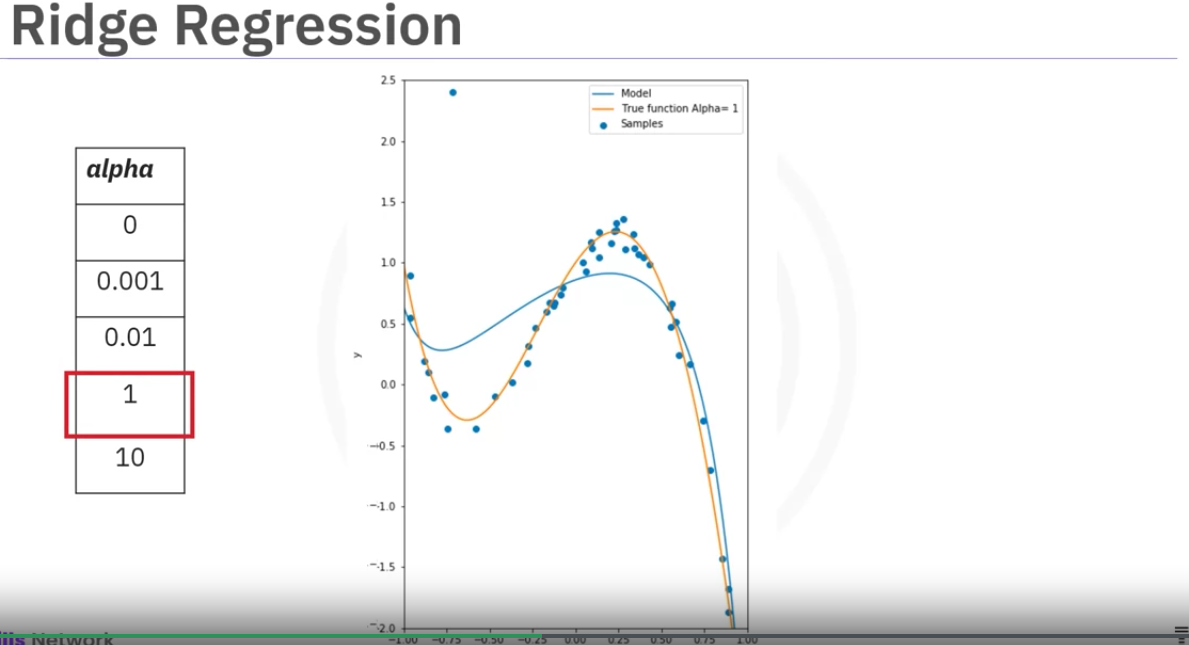 Ridge Regression
alpha
0
0.001
0.01
1
10
2.5
2.0
1.5
1.0
0.5
0.0
−0.5
−1.0
−1.5
−2.0
y
Model
True function Alpha= 1
Samples
−1.00 −0.75 −0.50 −0.25 0.00 0.25 0.50 0.75 1.00
ills Network